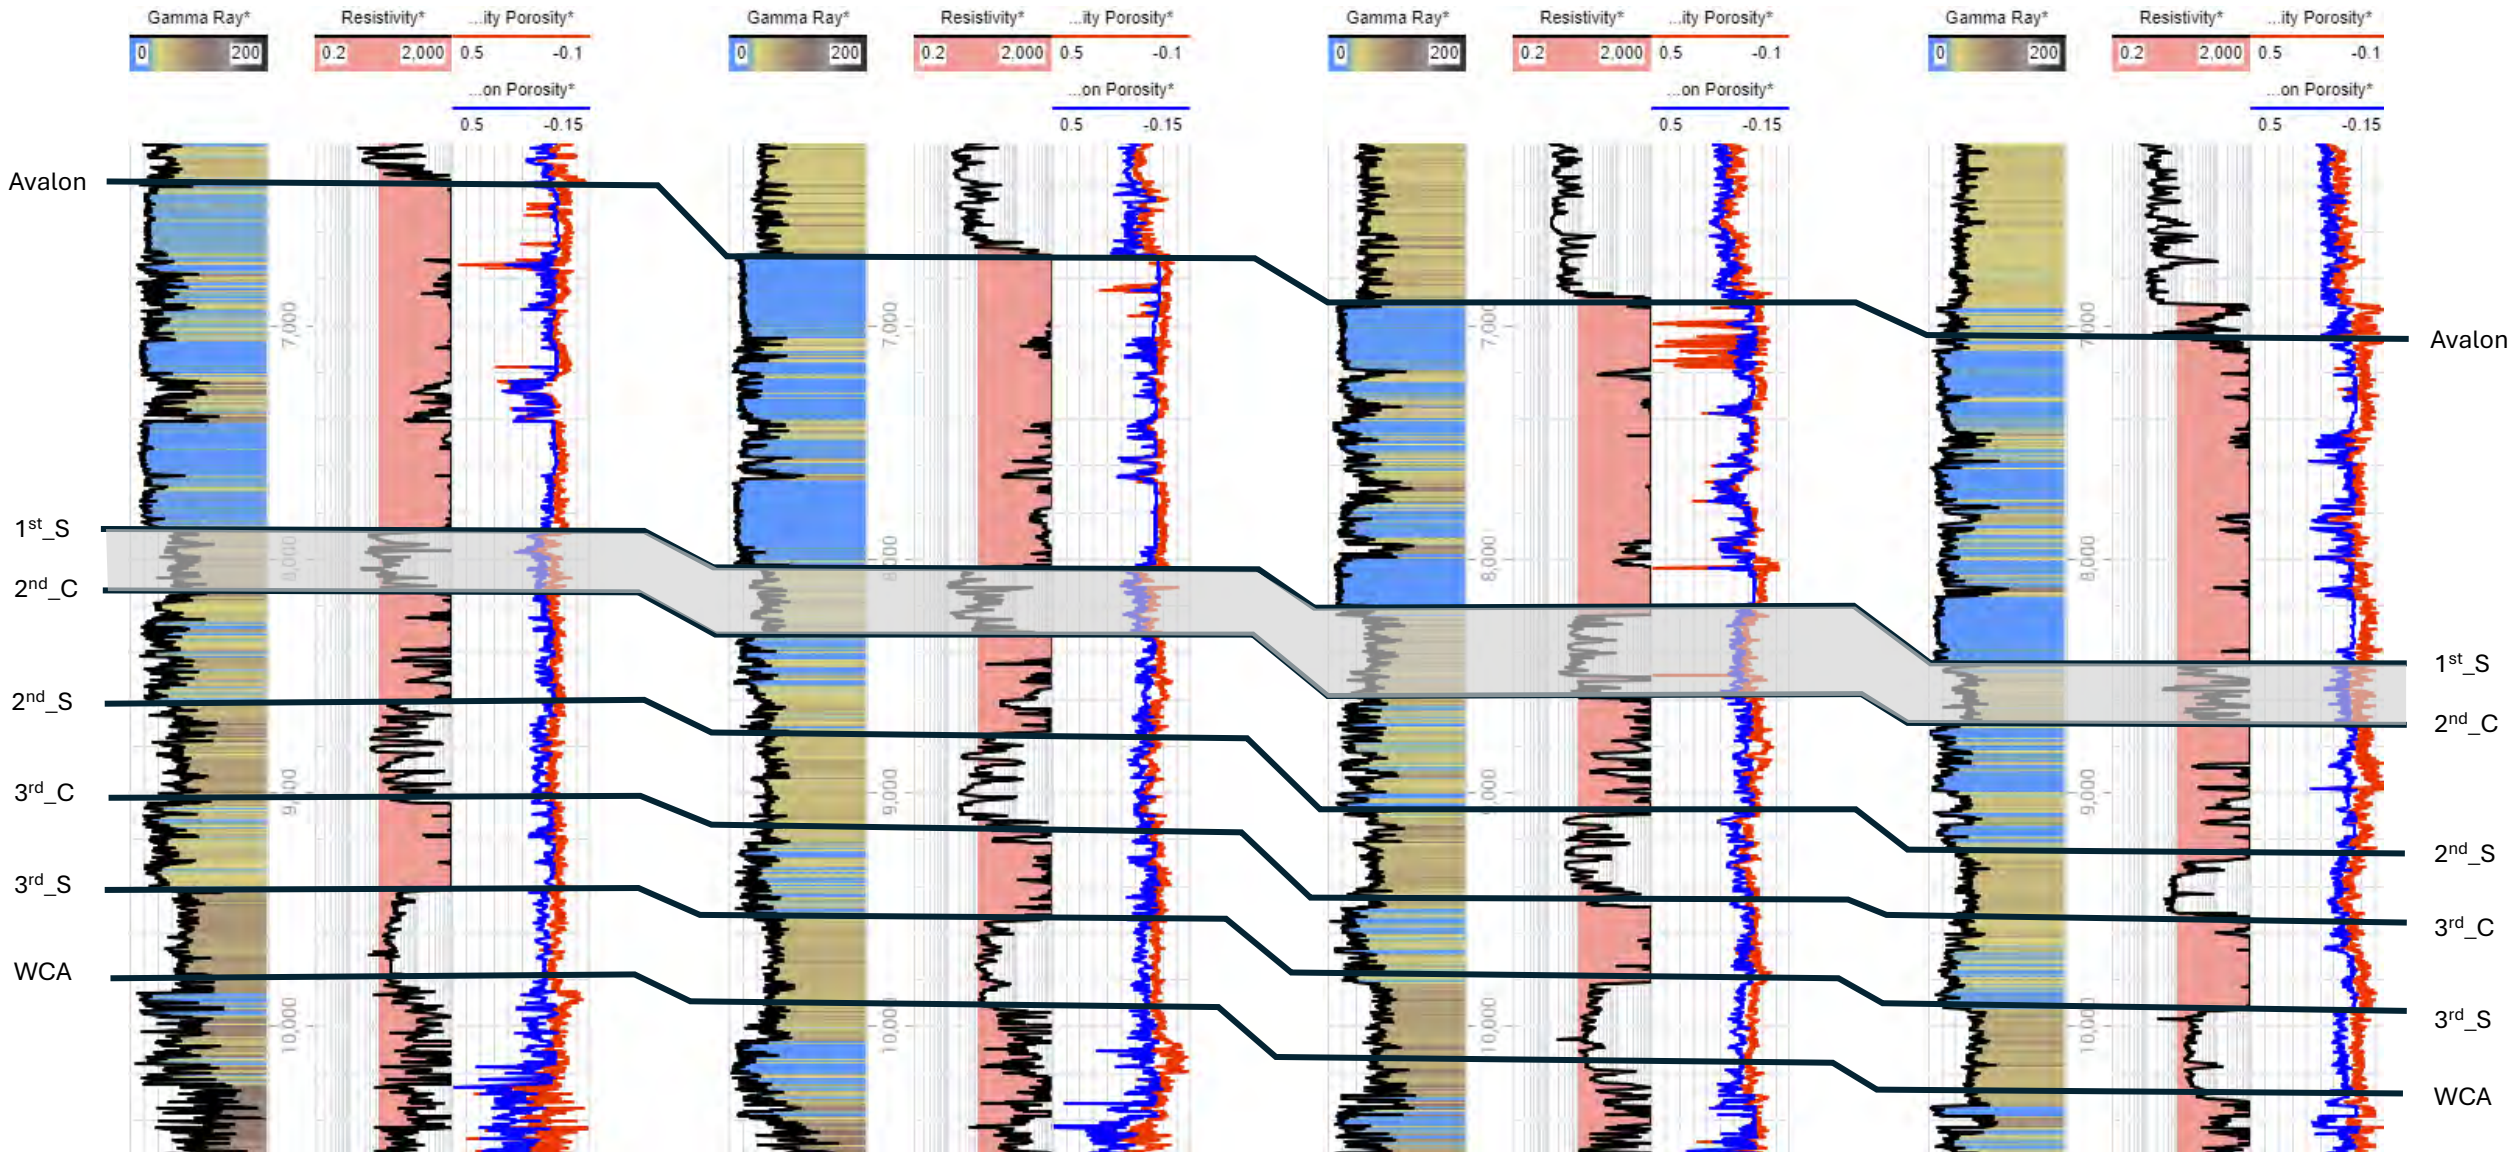 Gamma Ray* Resistivity* ...ity Porosity* Gamma Ray* Resistivity* ...ity Porosity* Gamma Ray* Resistivity* ...ity Porosity* Gamma Ray* Resistivity* ...ity Porosity*
0 200 0.2 2,000 0.5 -0.1 0 200 0.2 2,000 0.5 -0.1 0 200 0.2 2,000 0.5 -0.1 0 200 0.2 2,000 0.5 -0.1
...on Porosity* ...on Porosity* ...on Porosity* ...on Porosity*
0.5 -0.15 0.5 -0.15 0.5 -0.15 0.5 -0.15
Avalon
7,000 7,000 7,000 7,000
Avalon
1st_S
8,000 8,000 8,000 8,000
2nd_C
1st_S
2nd_S
2nd_C
3rd_C
9,000 9,000 9,000 9,000
2nd_S
3rd_S
3rd_C
WCA
10,000 10,000 10,000 10,000
3rd_S
WCA